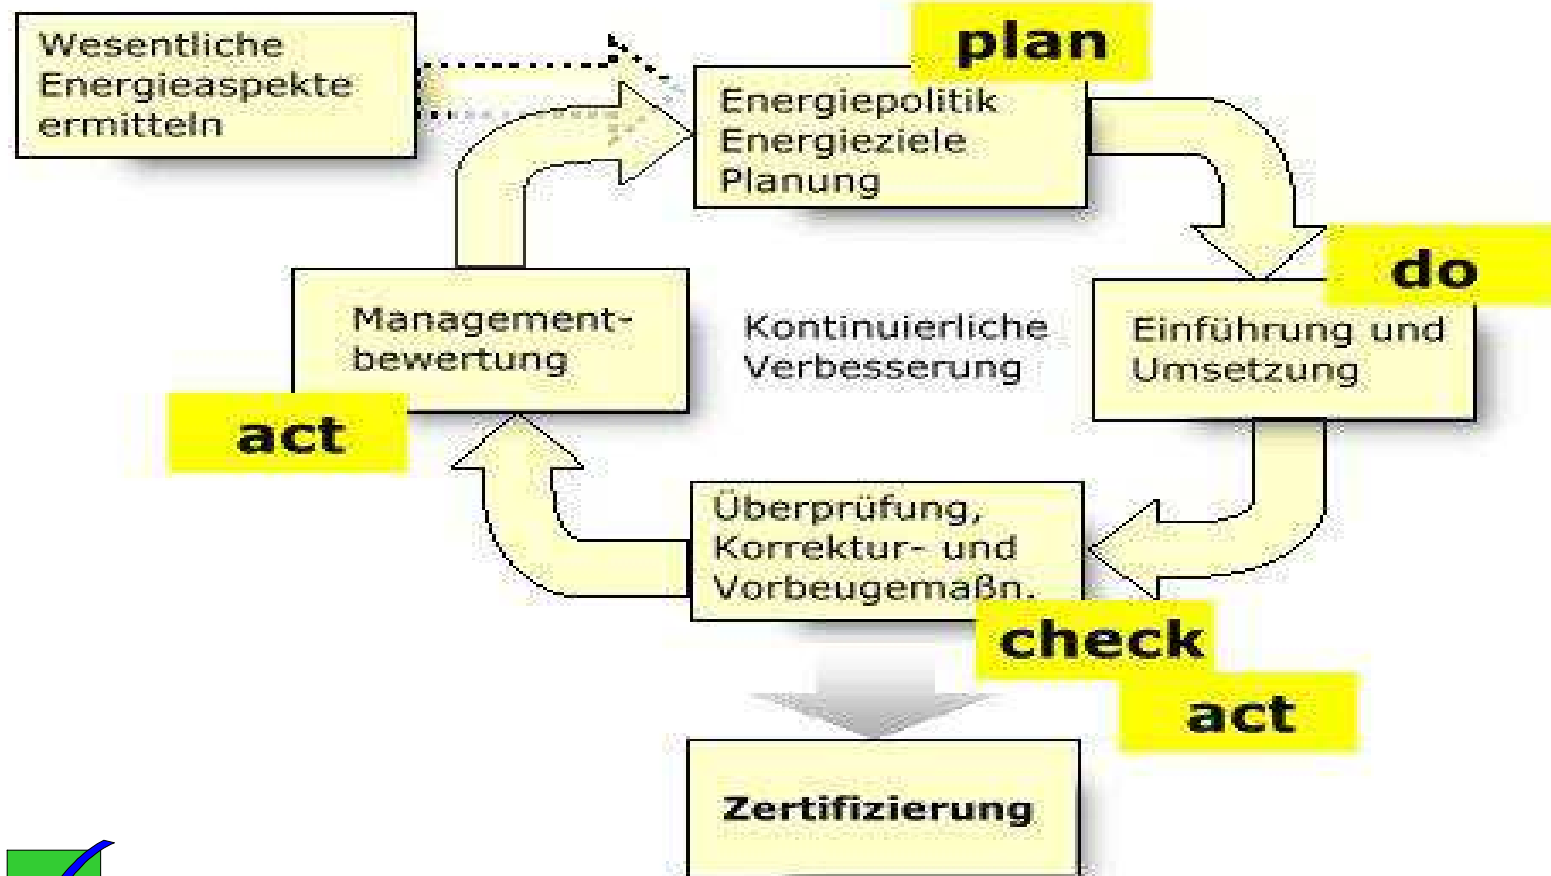 Wesentliche
Energieaspekte
ermitteln
plan
Energiepolitik
Energieziele
Planung
do
Einführung und
Umsetzung
Kontinuierliche
Verbesserung
Management-
bewertung
act
Überprüfung,
Korrektur- und
Vorbeugemaßn.
check
act
Zertifizierung